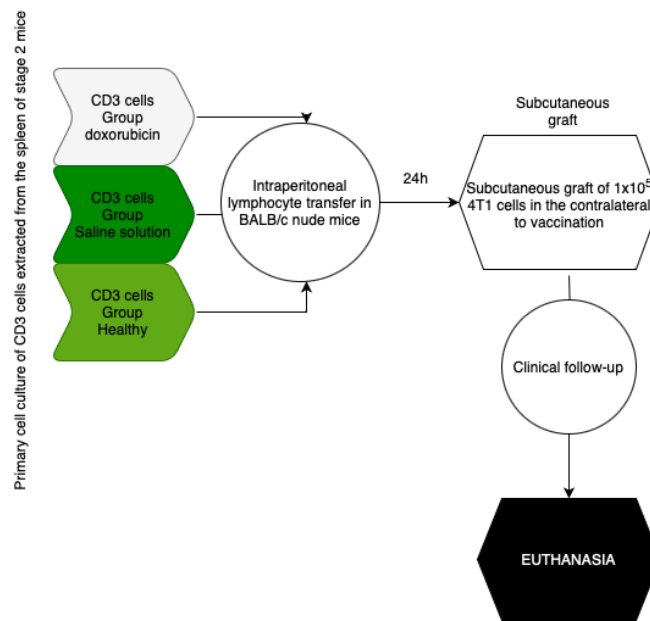 Primary cell culture of CD3 cells extracted from the spleen of stage 2 mice
CD3 cells
Group
doxorubicin
CD3 cells
Group
Saline solution
CD3 cells
Group
Healthy
Intraperitoneal
lymphocyte transfer in
BALB/c nude mice
24h
Subcutaneous
graft
Subcutaneous graft of 1x10⁵
4T1 cells in the contralateral
to vaccination
Clinical follow-up
EUTHANASIA